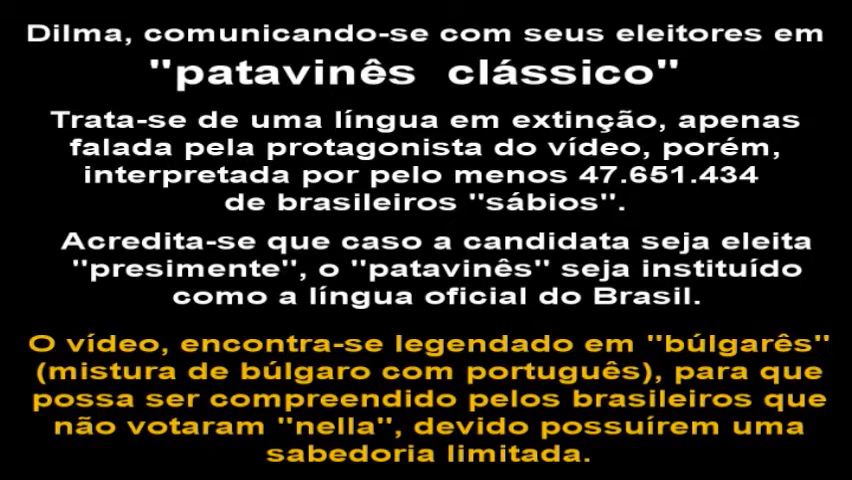 Dilma, comunicando-se com seus eleitores em
"patavinês clássico"
Trata-se de uma língua em extinção, apenas
falada pela protagonista do vídeo, porém,
interpretada por pelo menos 47.651.434
de brasileiros "sábios".
Acredita-se que caso a candidata seja eleita
"presimente", o "patavinês" seja instituído
como a língua oficial do Brasil.
O vídeo, encontra-se legendado em "búlgarês"
(mistura de búlgaro com português), para que
possa ser compreendido pelos brasileiros que
não votaram "nella", devido possuírem uma
sabedoria limitada.